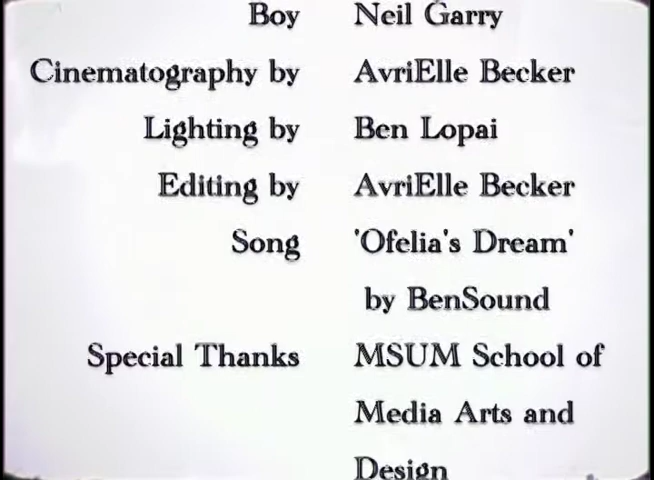 Boy Neil Garry
Cinematography by AvriElle Becker
Lighting by Ben Lopai
Editing by AvriElle Becker
Song 'Ofelia's Dream'
by BenSound
Special Thanks MSUM School of
Media Arts and
Design